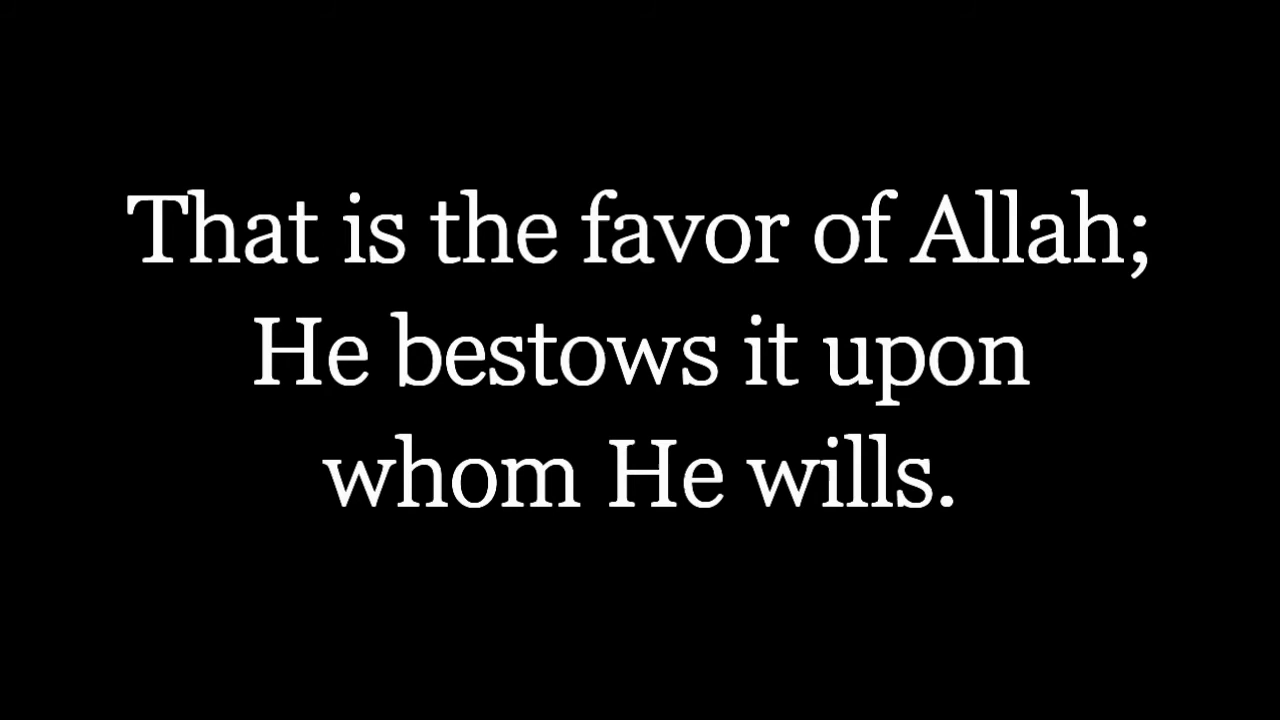 That is the favor of Allah;
He bestows it upon
whom He wills.